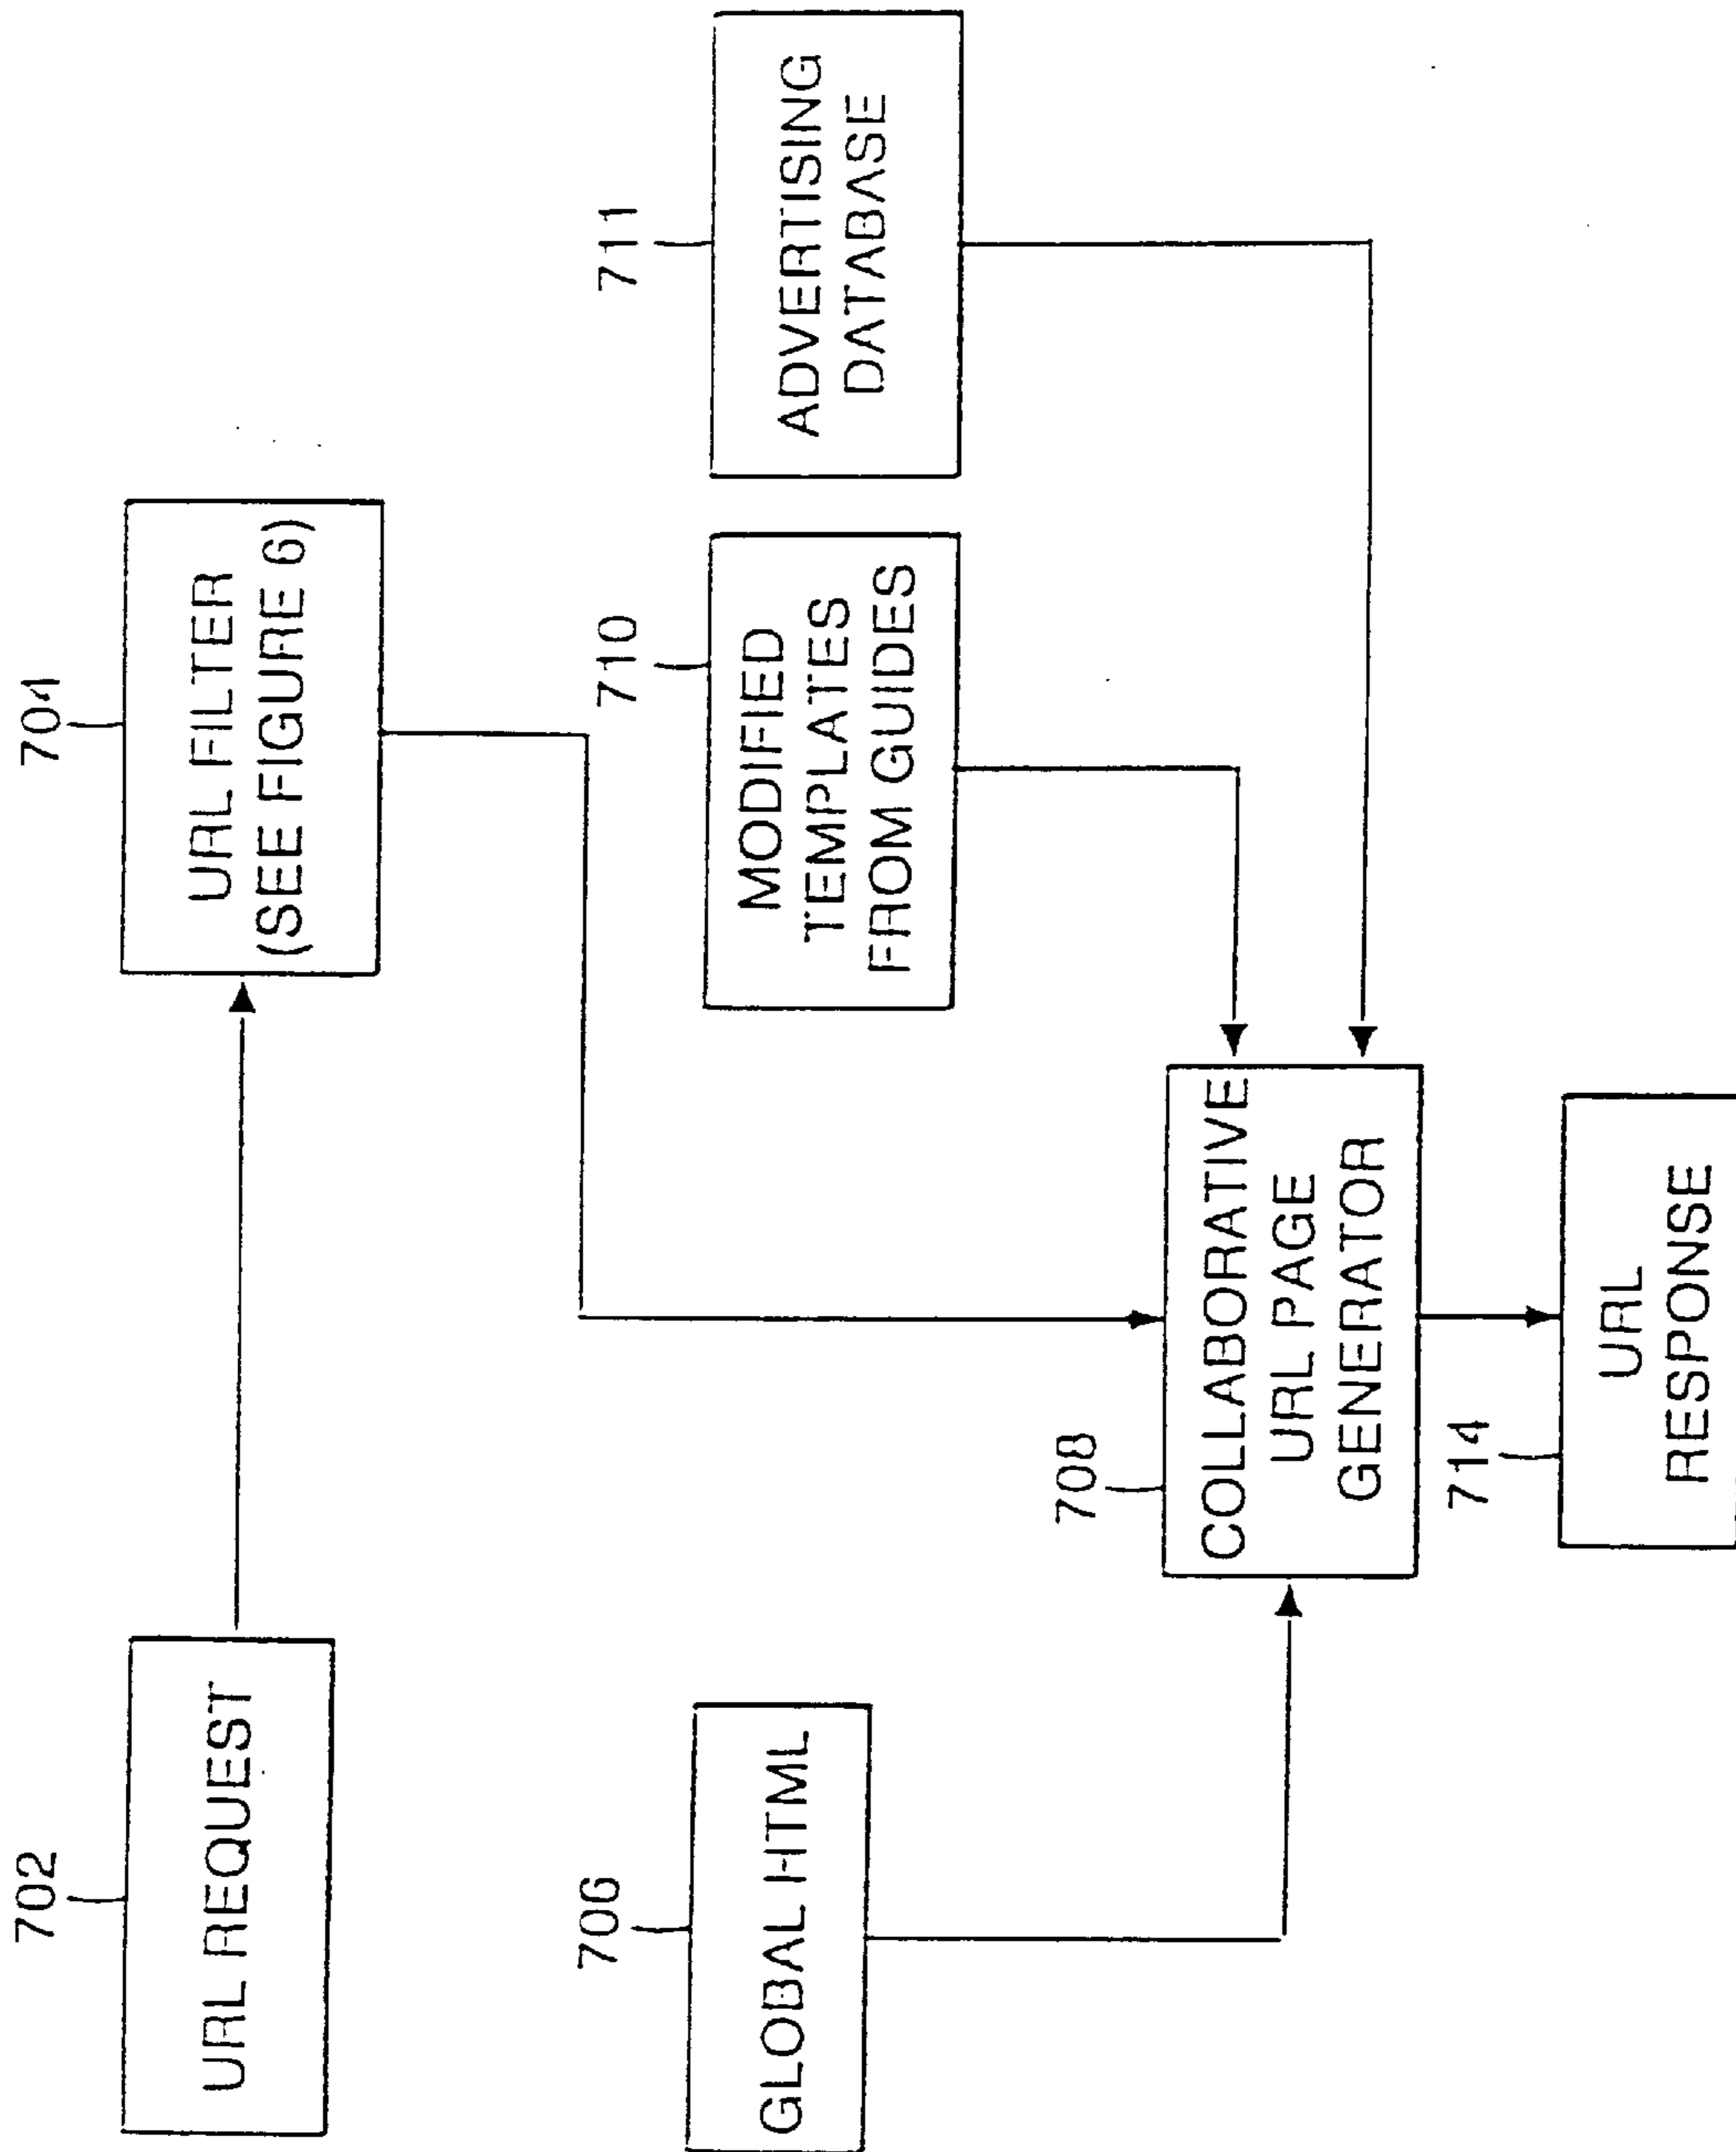 702
URL REQUEST
704
URL FILTER
(SEE FIGURE 6)
706
GLOBAL HTML
710
MODIFIED
TEMPLATES
FROM GUIDES
711
ADVERTISING
DATABASE
708
COLLABORATIVE
URL PAGE
GENERATOR
714
URL
RESPONSE